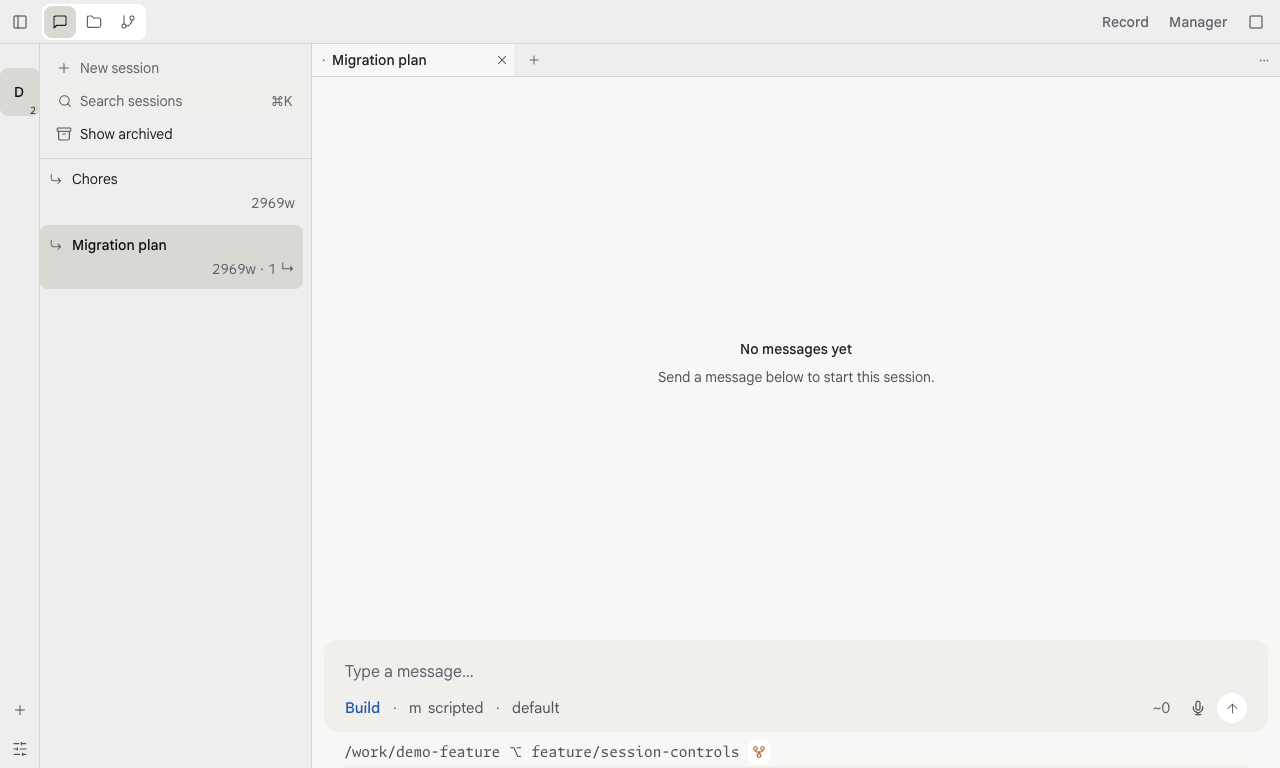 Record Manager
D
2
New session
Search sessions ⌘K
Show archived
Chores
2969w
Migration plan
2969w · 1
· Migration plan
No messages yet
Send a message below to start this session.
Type a message...
Build · m scripted · default
~0
/work/demo-feature ⌥ feature/session-controls